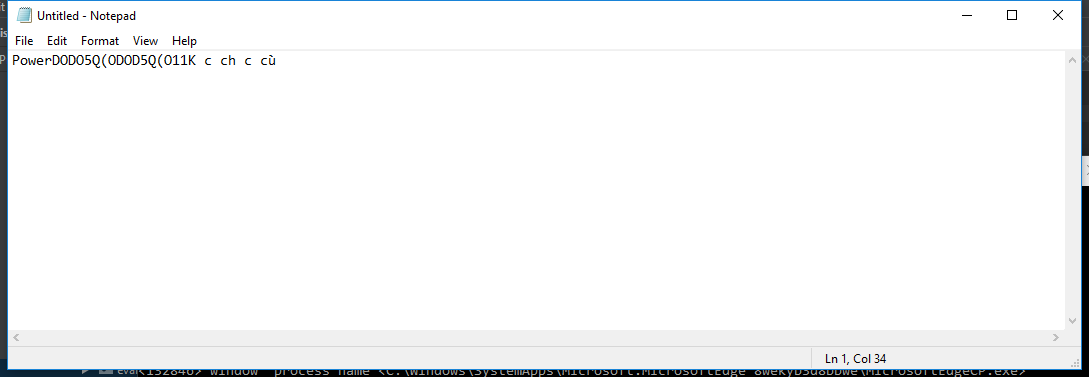 Untitled - Notepad
File Edit Format View Help
PowerDODO5Q(ODOD5Q(O11K c ch c cù
Ln 1, Col 34
eval<132846> window process name <C:\Windows\SystemApps\Microsoft.MicrosoftEdge_8wekyb3d8bbwe\MicrosoftEdgeCP.exe>